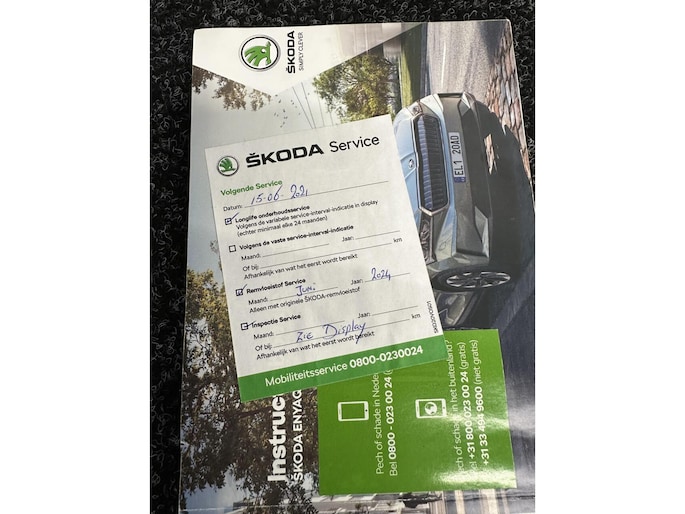 ŠKODA
SIMPLY CLEVER
EL1 20AD
ŠKODA Service
Volgende Service
Datum: 15-06-2021
Longlife onderhoudsservice
Volgens de variabele service-interval-indicatie in display
(echter minimaal elke 24 maanden)
Volgens de vaste service-interval-indicatie
Maand: Jaar:
Of bij: km
Afhankelijk van wat het eerst wordt bereikt
Remvloeistof Service
Maand: Juni Jaar: 2024
Alleen met originele ŠKODA-remvloeistof
Inspectie Service
Maand: Jaar:
Of bij: Zie Display km
Afhankelijk van wat het eerst wordt bereikt
Mobiliteitsservice 0800-0230024
Instruc
ŠKODA ENYAQ
Pech of schade in Neder
Bel 0800 - 023 00 24 (
Pech of schade in het buitenland?
Bel +31 800 023 00 24 (gratis)
+31 33 494 9600 (niet gratis)